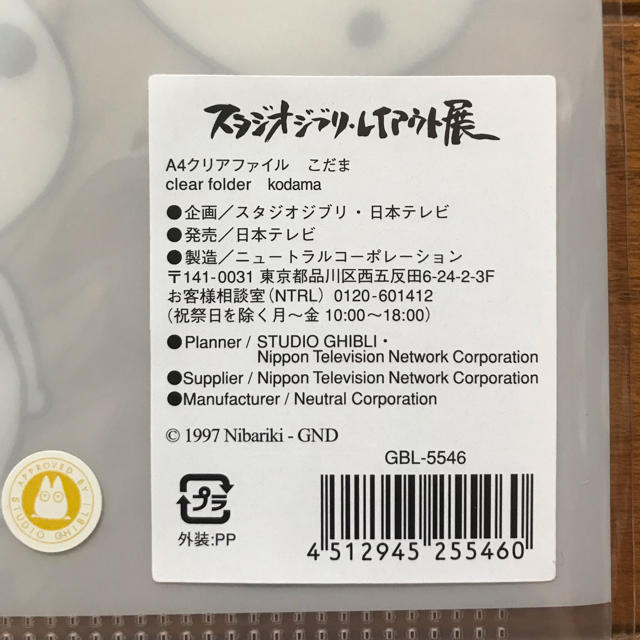 スタジオジブリ・レイアウト展
A4クリアファイル　こだま
clear folder　kodama
●企画／スタジオジブリ・日本テレビ
●発売／日本テレビ
●製造／ニュートラルコーポレーション
〒141-0031 東京都品川区西五反田6-24-2-3F
お客様相談室(NTRL) 0120-601412
(祝祭日を除く月～金 10:00～18:00)
●Planner / STUDIO GHIBLI・
Nippon Television Network Corporation
●Supplier / Nippon Television Network Corporation
●Manufacturer / Neutral Corporation
© 1997 Nibariki - GND
GBL-5546
プラ
外装:PP
4 512945 255460
APPROVED BY
STUDIO GHIBLI